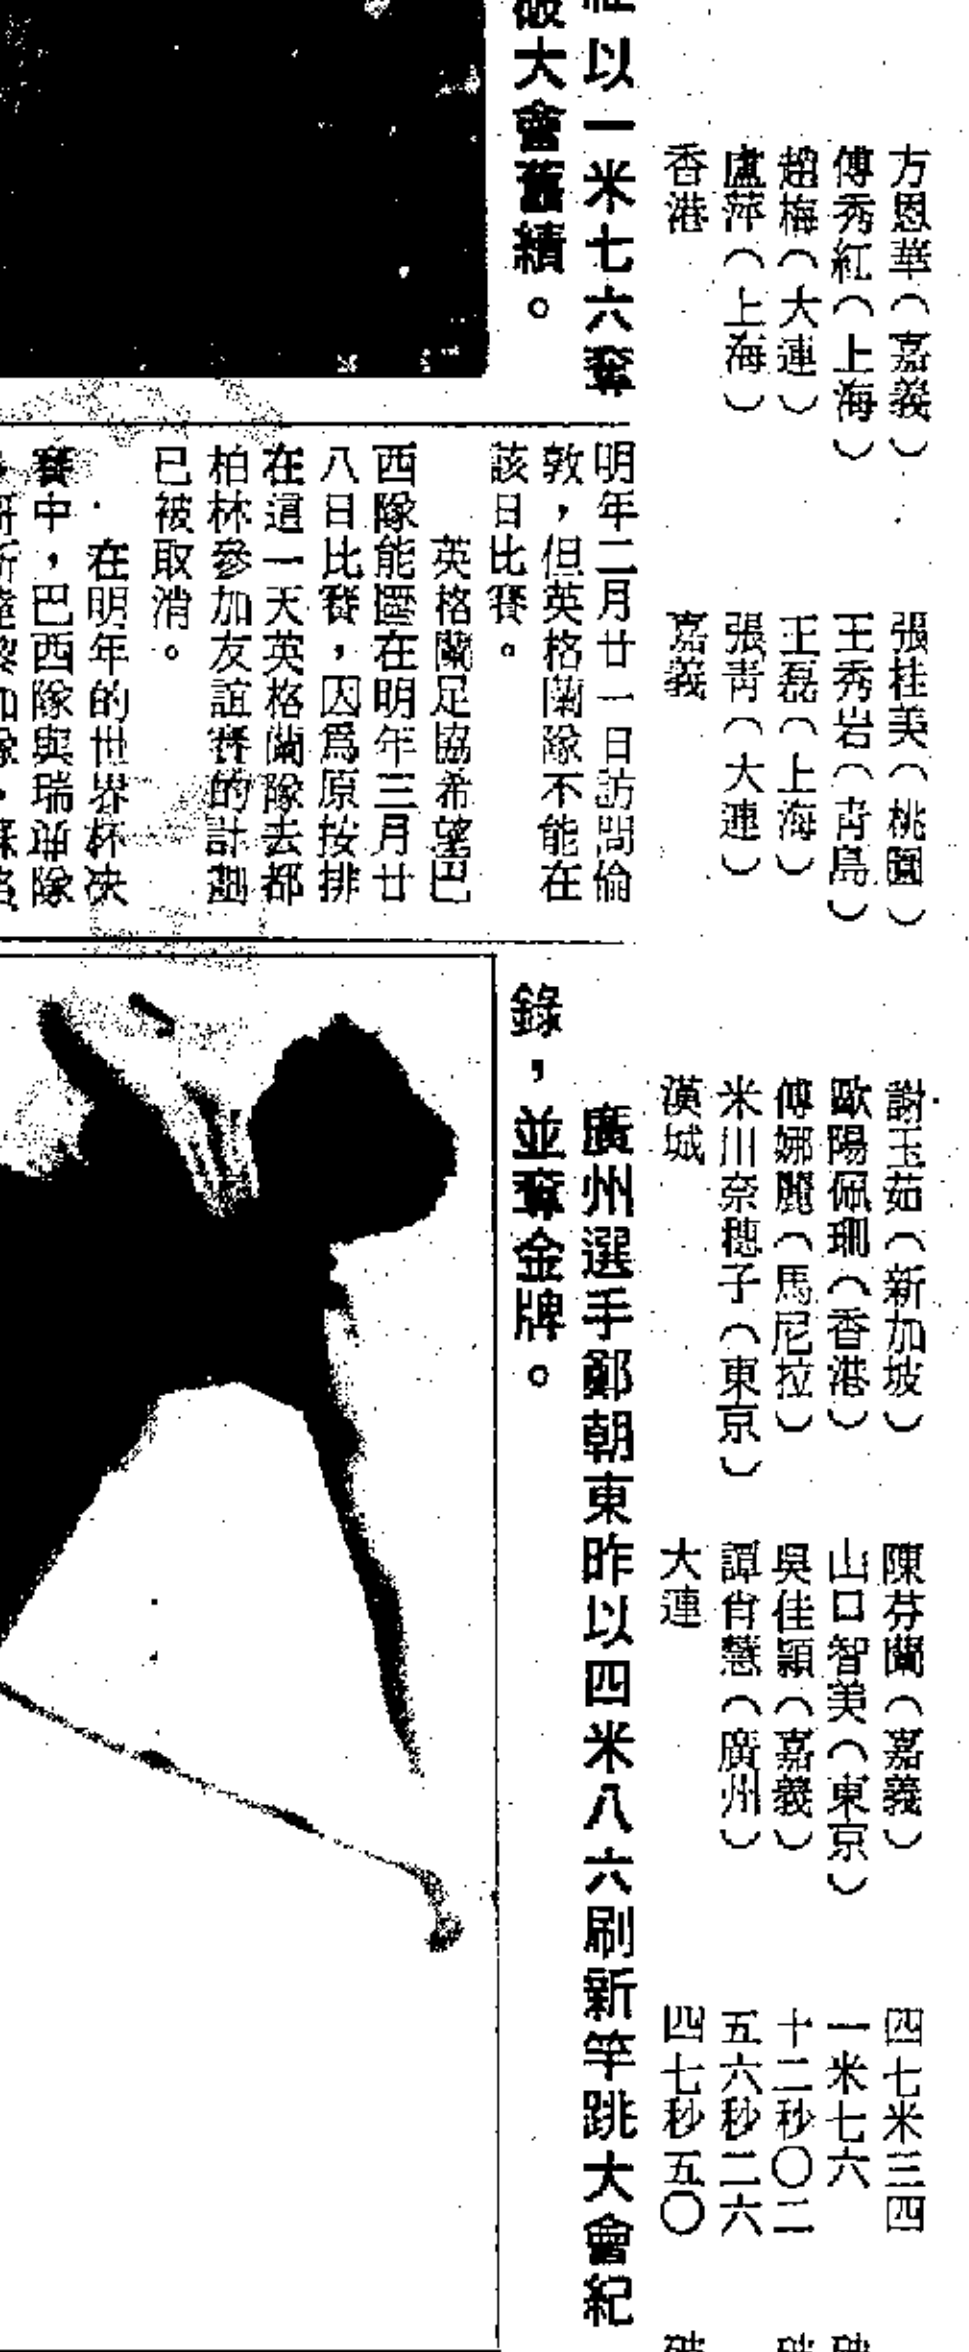 方恩華（嘉義）　張桂美（桃園）　謝玉茹（新加坡）　陳芬蘭（嘉義）　四七米三四
傅秀紅（上海）　王秀岩（青島）　歐陽佩珊（香港）　山口智美（東京）　一米七六　破
趙梅（大連）　王磊（上海）　傅娜麗（馬尼拉）　吳佳穎（嘉義）　十二秒〇二　破
盧萍（上海）　張青（大連）　米川奈穗子（東京）　譚肖慧（廣州）　五六秒二六
香港　嘉義　漢城　大連　四七秒五〇　破
以一米七六奪
破大會舊績。
廣州選手鄭朝東昨以四米八六刷新竿跳大會紀
錄，並奪金牌。
明年二月廿一日訪問倫
敦，但英格蘭隊不能在
該日比賽。
英格蘭足協希望巴
西隊能夠在明年三月廿
八日比賽，因爲原按排
在這一天英格蘭隊去都
柏林參加友誼賽的計劃
已被取消。
在明年的世界杯决
賽中，巴西隊與瑞典隊